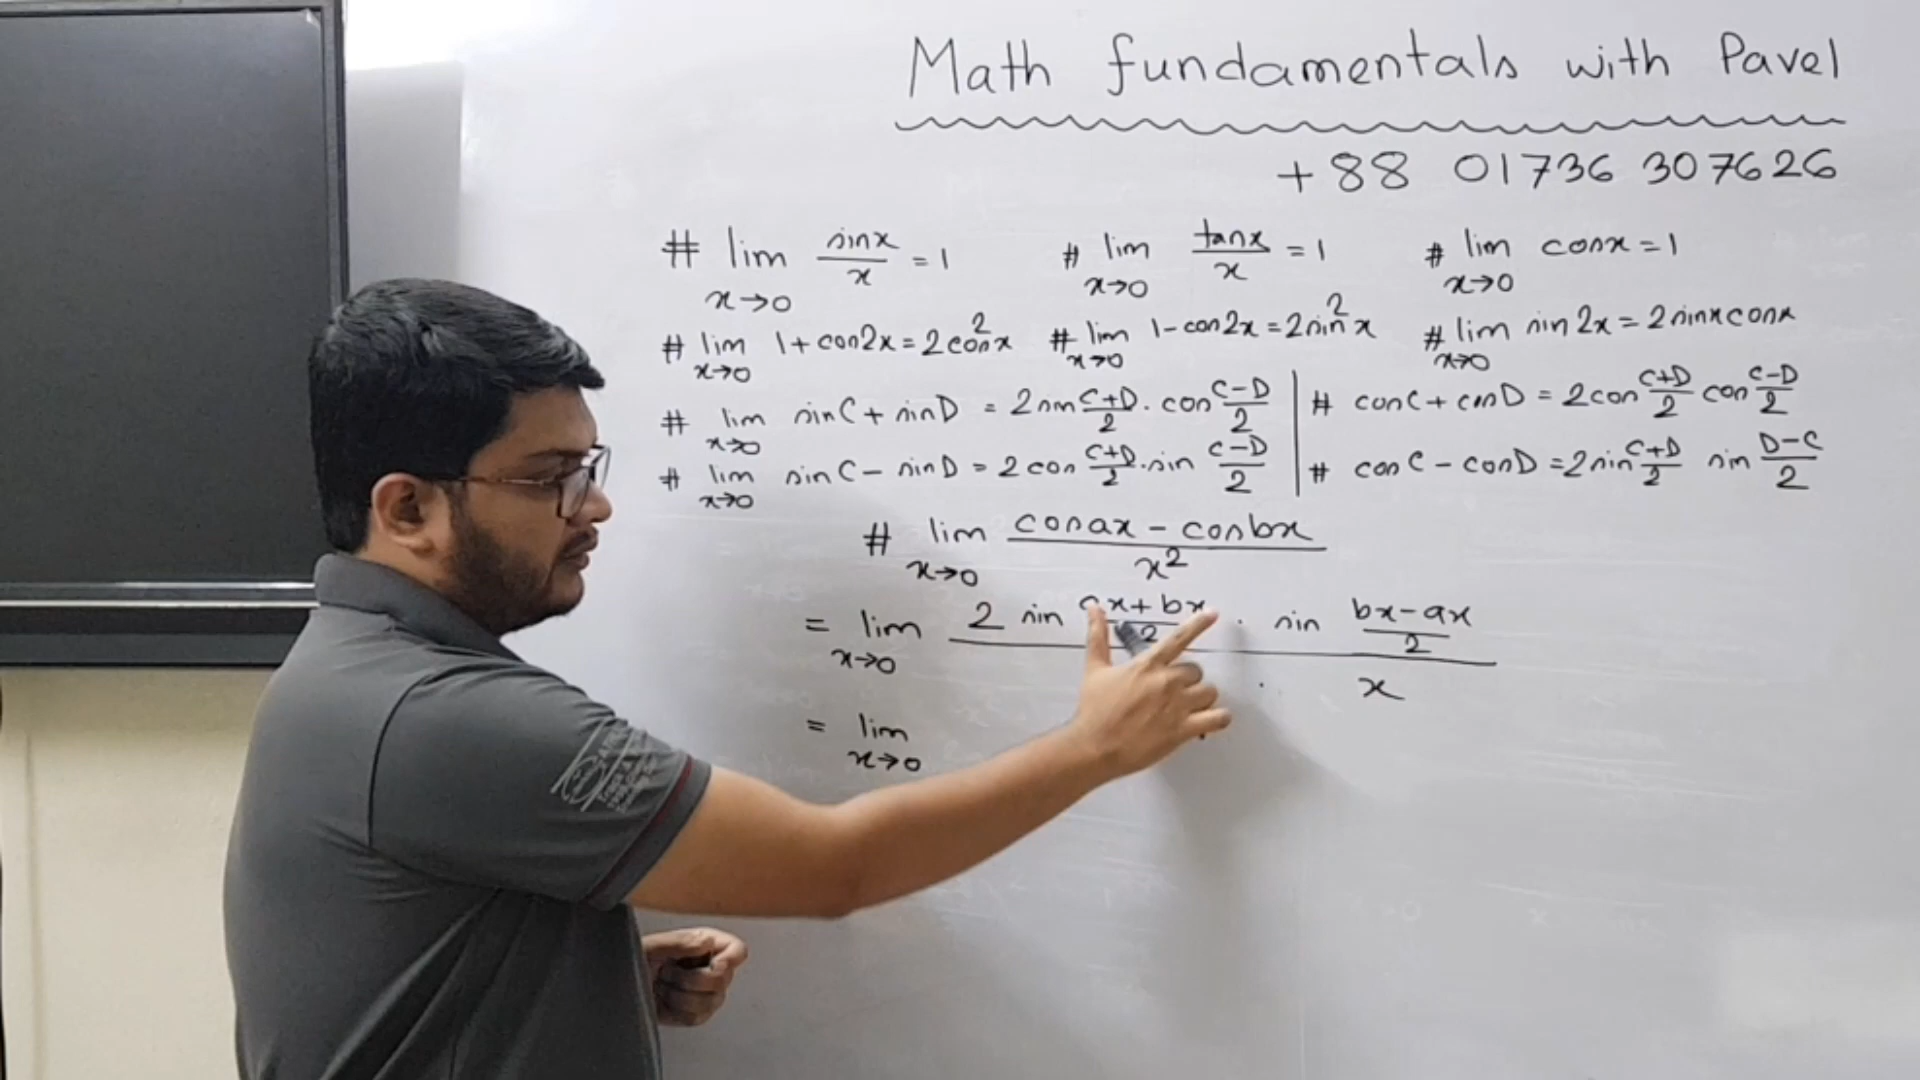 Math fundamentals with Pavel
+88 01736 307626
# lim x→0 sinx/x = 1 # lim x→0 tanx/x = 1 # lim x→0 cosx = 1
# lim x→0 1+cos2x = 2cos²x # lim x→0 1-cos2x = 2sin²x # lim x→0 sin2x = 2sinxcosx
# lim x→0 sinC + sinD = 2sin C+D/2 . cos C-D/2 # cosC + cosD = 2cos C+D/2 cos C-D/2
# lim x→0 sinC - sinD = 2cos C+D/2 . sin C-D/2 # cosC - cosD = 2sin C+D/2 sin D-C/2
# lim x→0 cosax - cosbx / x²
= lim x→0 2 sin ax+bx/2 . sin bx-ax/2 / . x
= lim x→0